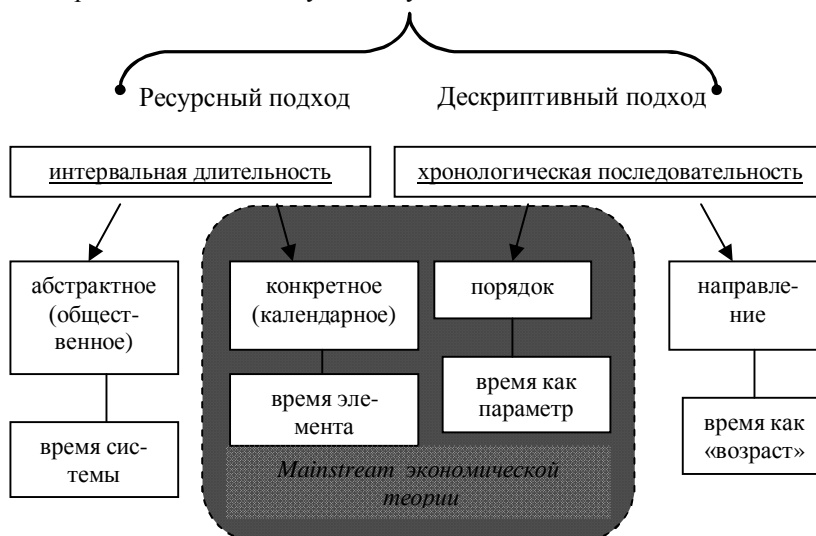 Ресурсный подход
Дескриптивный подход
интервальная длительность
хронологическая последовательность
абстрактное
(общест-
венное)
конкретное
(календарное)
порядок
направле-
ние
время сис-
темы
время эле-
мента
время как
параметр
время как
«возраст»
Mainstream экономической
теории